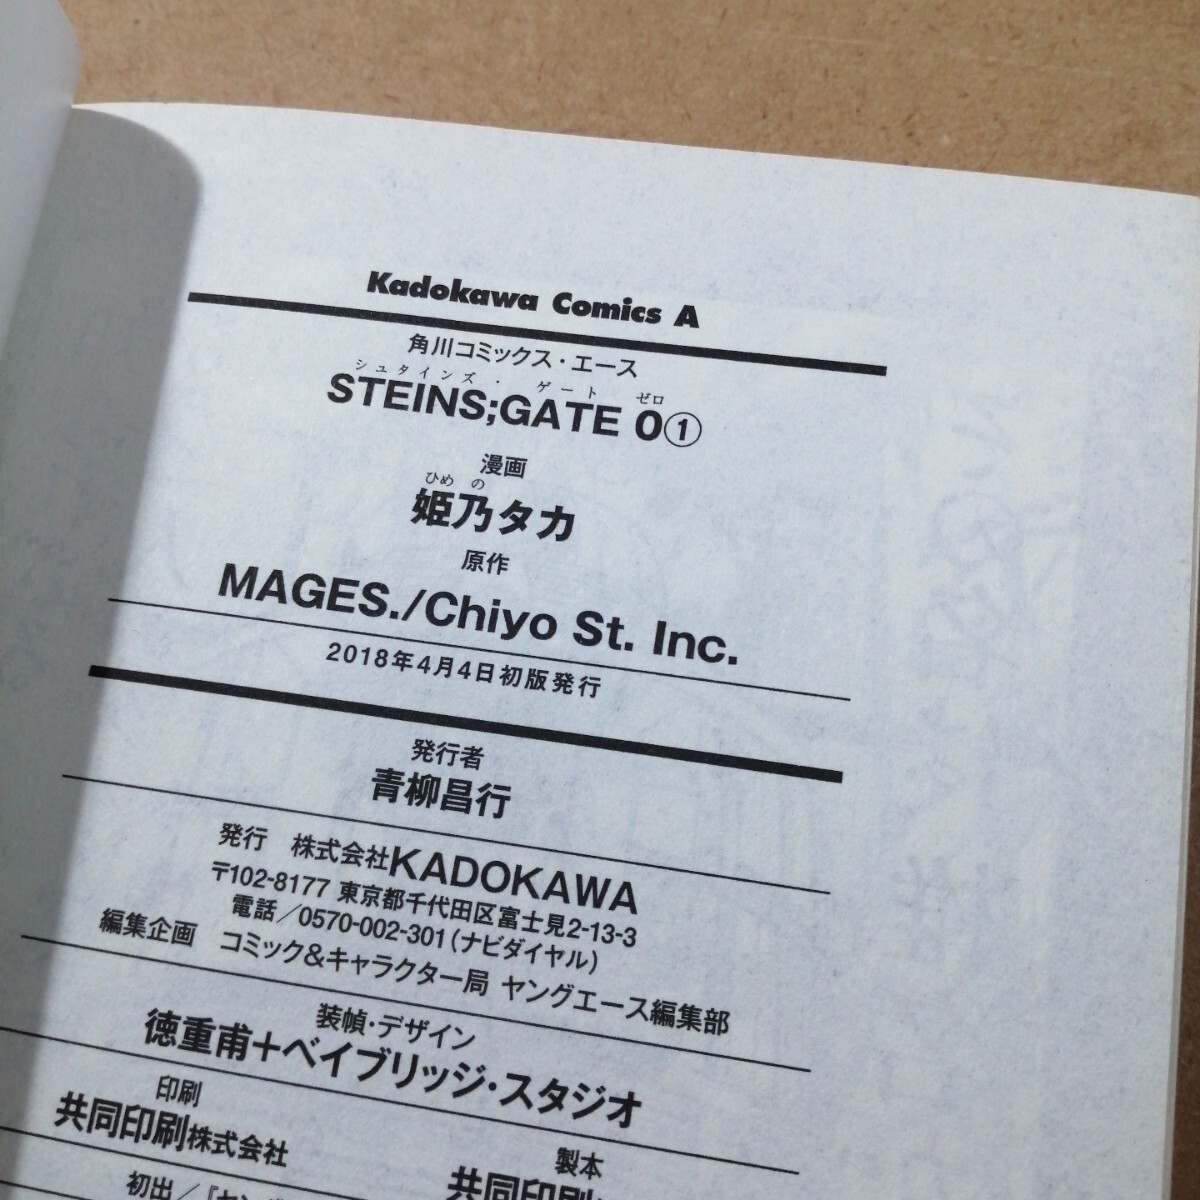 Kadokawa Comics A
角川コミックス・エース
シュタインズ・ゲート ゼロ
STEINS;GATE 0①
漫画
ひめ の
姫乃タカ
原作
MAGES./Chiyo St. Inc.
2018年4月4日初版発行
発行者
青柳昌行
発行 株式会社KADOKAWA
〒102-8177 東京都千代田区富士見2-13-3
電話/0570-002-301(ナビダイヤル)
編集企画 コミック&キャラクター局 ヤングエース編集部
装幀・デザイン
徳重甫+ベイブリッジ・スタジオ
印刷
共同印刷株式会社
製本
共同印刷
初出/『ヤン